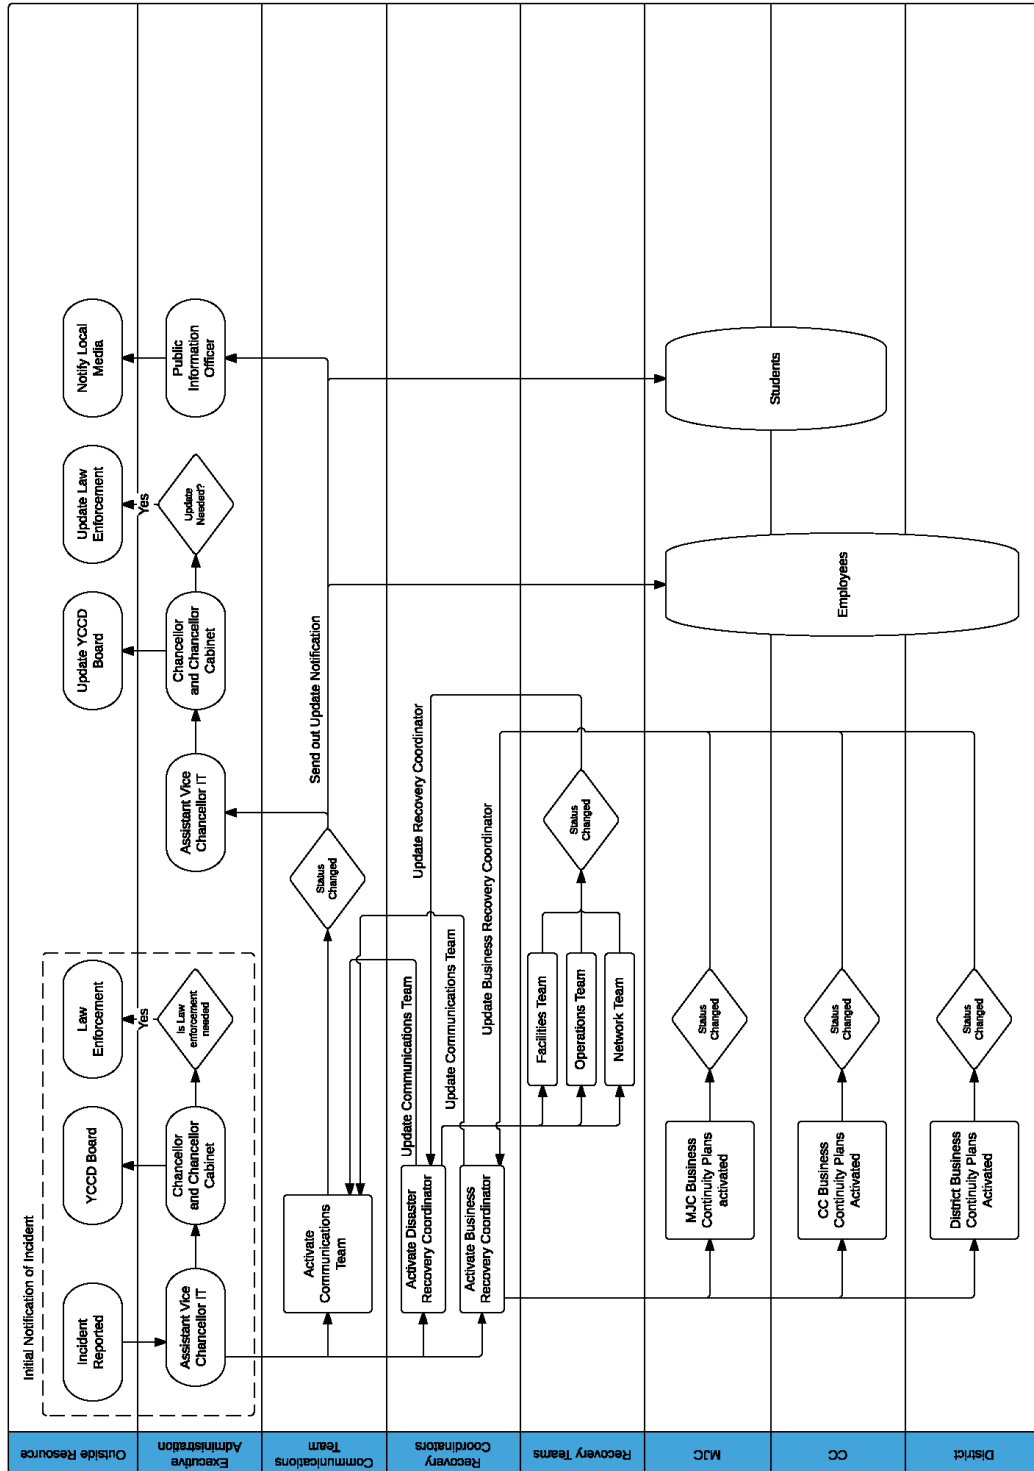 Outside Resource
Executive
Administration
Communications
Team
Recovery
Coordinators
Recovery Teams
MJC
CC
District
Initial Notification of Incident
Incident
Reported
YCCD Board
Law
Enforcement
Update YCCD
Board
Update Law
Enforcement
Notify Local
Media
Assistant Vice
Chancellor IT
Chancellor
and Chancellor
Cabinet
Is Law
enforcement
needed
Yes
Assistant Vice
Chancellor IT
Chancellor
and Chancellor
Cabinet
Update
Needed?
Yes
Public
Information
Officer
Activate
Communications
Team
Status
Changed
Send out Update Notification
Activate Disaster
Recovery Coordinator
Update Communications Team
Update Recovery Coordinator
Activate Business
Recovery Coordinator
Update Communications Team
Update Business Recovery Coordinator
Facilities Team
Operations Team
Network Team
Status
Changed
MJC Business
Continuity Plans
activated
Status
Changed
CC Business
Continuity Plans
Activated
Status
Changed
District Business
Continuity Plans
Activated
Status
Changed
Employees
Students